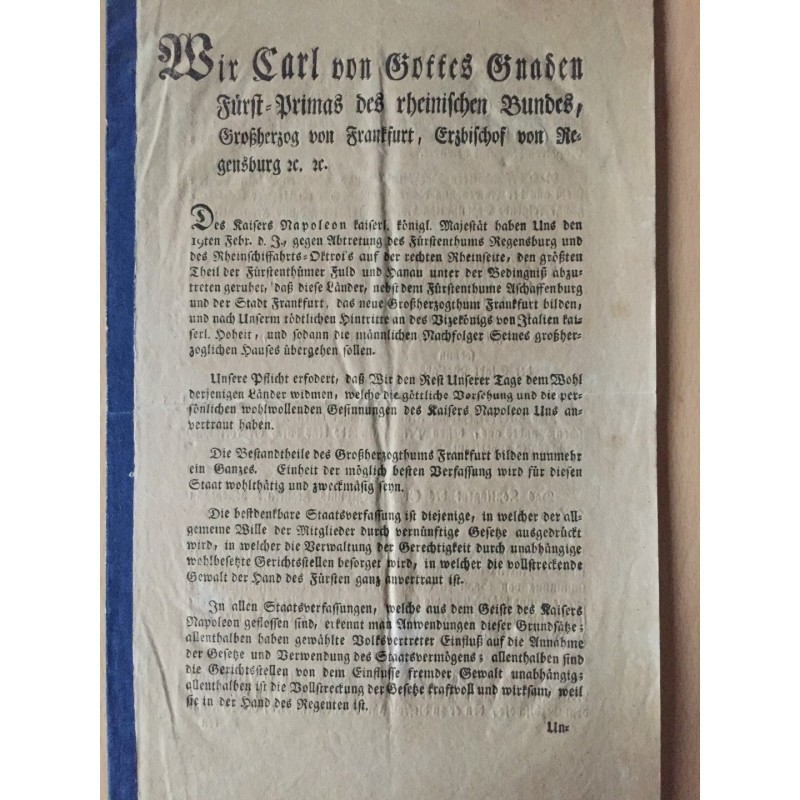 Wir Carl von Gottes Gnaden
Fürst-Primas des rheinischen Bundes,
Großherzog von Frankfurt, Erzbischof von Re-
gensburg ꝛc. ꝛc.
Des Kaisers Napoleon kaiserl. königl. Majestät haben Uns den
19ten Febr. d. J., gegen Abtretung des Fürstenthums Regensburg und
des Rheinschiffahrts-Oktroi's auf der rechten Rheinseite, den größten
Theil der Fürstenthümer Fuld und Hanau unter der Bedingniß abzu-
treten geruhet, daß diese Länder, nebst dem Fürstenthume Aschaffenburg
und der Stadt Frankfurt, das neue Großherzogthum Frankfurt bilden,
und nach Unserm tödtlichen Hintritte an des Vizekönigs von Italien kai-
serl. Hoheit, und sodann die männlichen Nachfolger Seines großher-
zoglichen Hauses übergehen sollen.
Unsere Pflicht erfodert, daß Wir den Rest Unserer Tage dem Wohl
derjenigen Länder widmen, welche die göttliche Vorsehung und die per-
sönlichen wohlwollenden Gesinnungen des Kaisers Napoleon Uns an-
vertraut haben.
Die Bestandtheile des Großherzogthums Frankfurt bilden nunmehr
ein Ganzes. Einheit der möglich besten Verfassung wird für diesen
Staat wohlthätig und zweckmäsig seyn.
Die bestdenkbare Staatsverfassung ist diejenige, in welcher der all-
gemeine Wille der Mitglieder durch vernünftige Gesetze ausgedrückt
wird, in welcher die Verwaltung der Gerechtigkeit durch unabhängige
wohlbesetzte Gerichtstellen besorget wird, in welcher die vollstreckende
Gewalt der Hand des Fürsten ganz anvertraut ist.
In allen Staatsverfassungen, welche aus dem Geiste des Kaisers
Napoleon geflossen sind, erkennt man Anwendungen dieser Grundsätze;
allenthalben haben gewählte Volksvertreter Einfluß auf die Annahme
der Gesetze und Verwendung des Staatsvermögens; allenthalben sind
die Gerichtsstellen von dem Einflusse fremder Gewalt unabhängig;
allenthalben ist die Vollstreckung der Gesetze kraftvoll und wirksam, weil
sie in der Hand des Regenten ist.
Un-